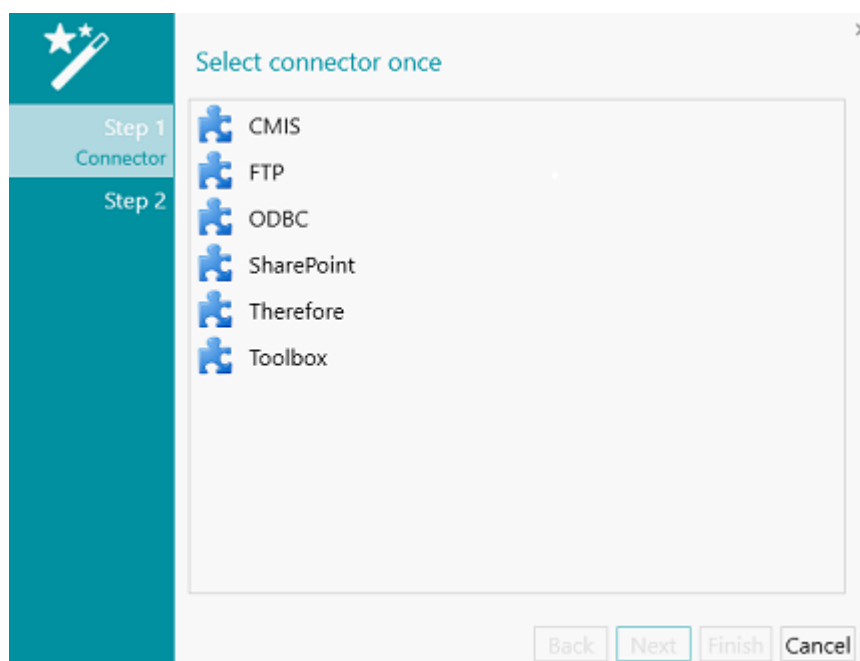 Select connector once
Step 1
Connector
Step 2
CMIS
FTP
ODBC
SharePoint
Therefore
Toolbox
Back Next Finish Cancel